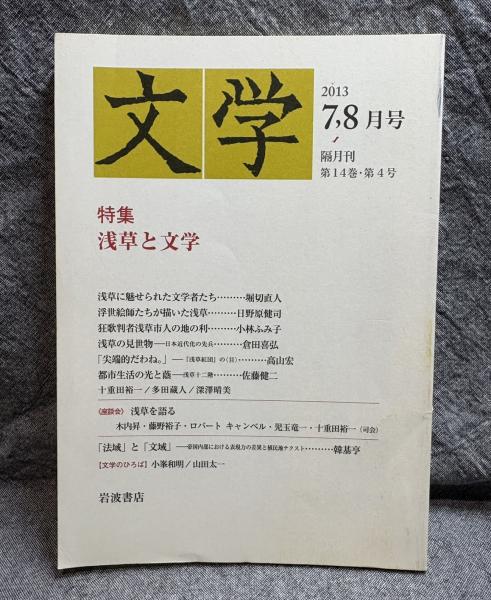 文学
2013
7,8月号
隔月刊
第14巻・第4号
特集
浅草と文学
浅草に魅せられた文学者たち………堀切直人
浮世絵師たちが描いた浅草………日野原健司
狂歌判者浅草市人の地の利………小林ふみ子
浅草の見世物―日本近代化の先兵………倉田喜弘
「尖端的だわね。」―『浅草紅団』の〈目〉………高山宏
都市生活の光と蔭―浅草十二階………佐藤健二
十重田裕一/多田蔵人/深澤晴美
《座談会》 浅草を語る
木内昇・藤野裕子・ロバート キャンベル・児玉竜一・十重田裕一(司会)
「法域」と「文域」―帝国内部における表現力の差異と植民地テクスト………韓基亨
【文学のひろば】 小峯和明/山田太一
岩波書店